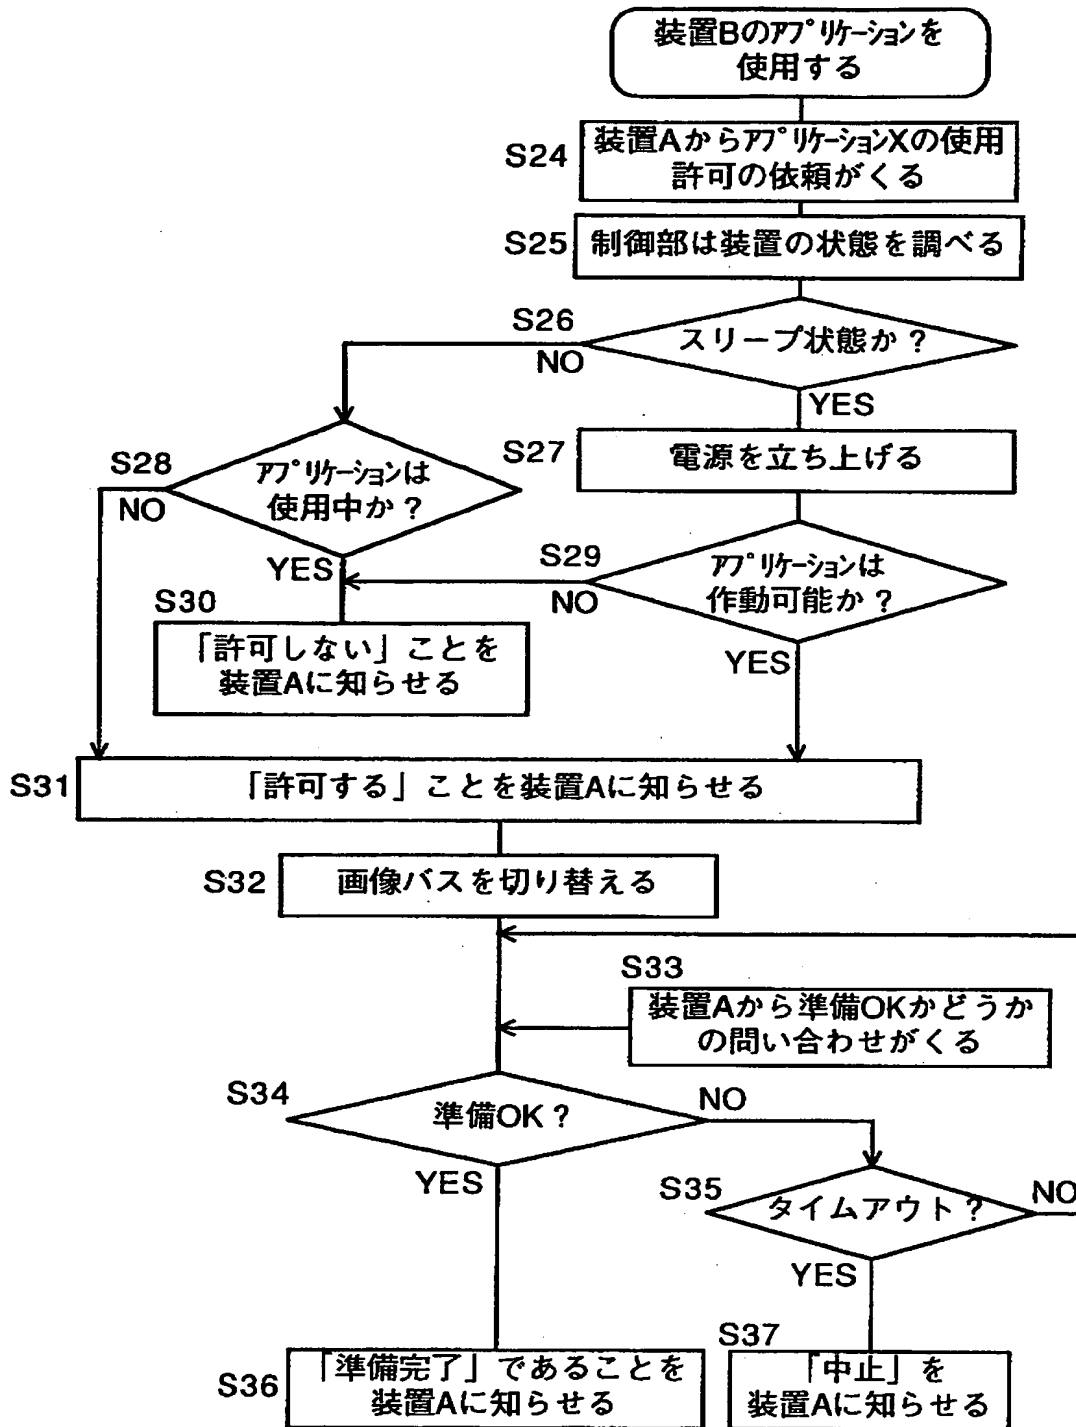 装置Bのアプリケーションを
使用する
S24
装置AからアプリケーションXの使用
許可の依頼がくる
S25
制御部は装置の状態を調べる
S26
スリープ状態か？
NO
YES
S27
電源を立ち上げる
S28
アプリケーションは
使用中か？
NO
YES
S29
アプリケーションは
作動可能か？
NO
YES
S30
「許可しない」ことを
装置Aに知らせる
S31
「許可する」ことを装置Aに知らせる
S32
画像バスを切り替える
S33
装置Aから準備OKかどうか
の問い合わせがくる
S34
準備OK？
NO
YES
S35
タイムアウト？
NO
YES
S36
「準備完了」であることを
装置Aに知らせる
S37
「中止」を
装置Aに知らせる